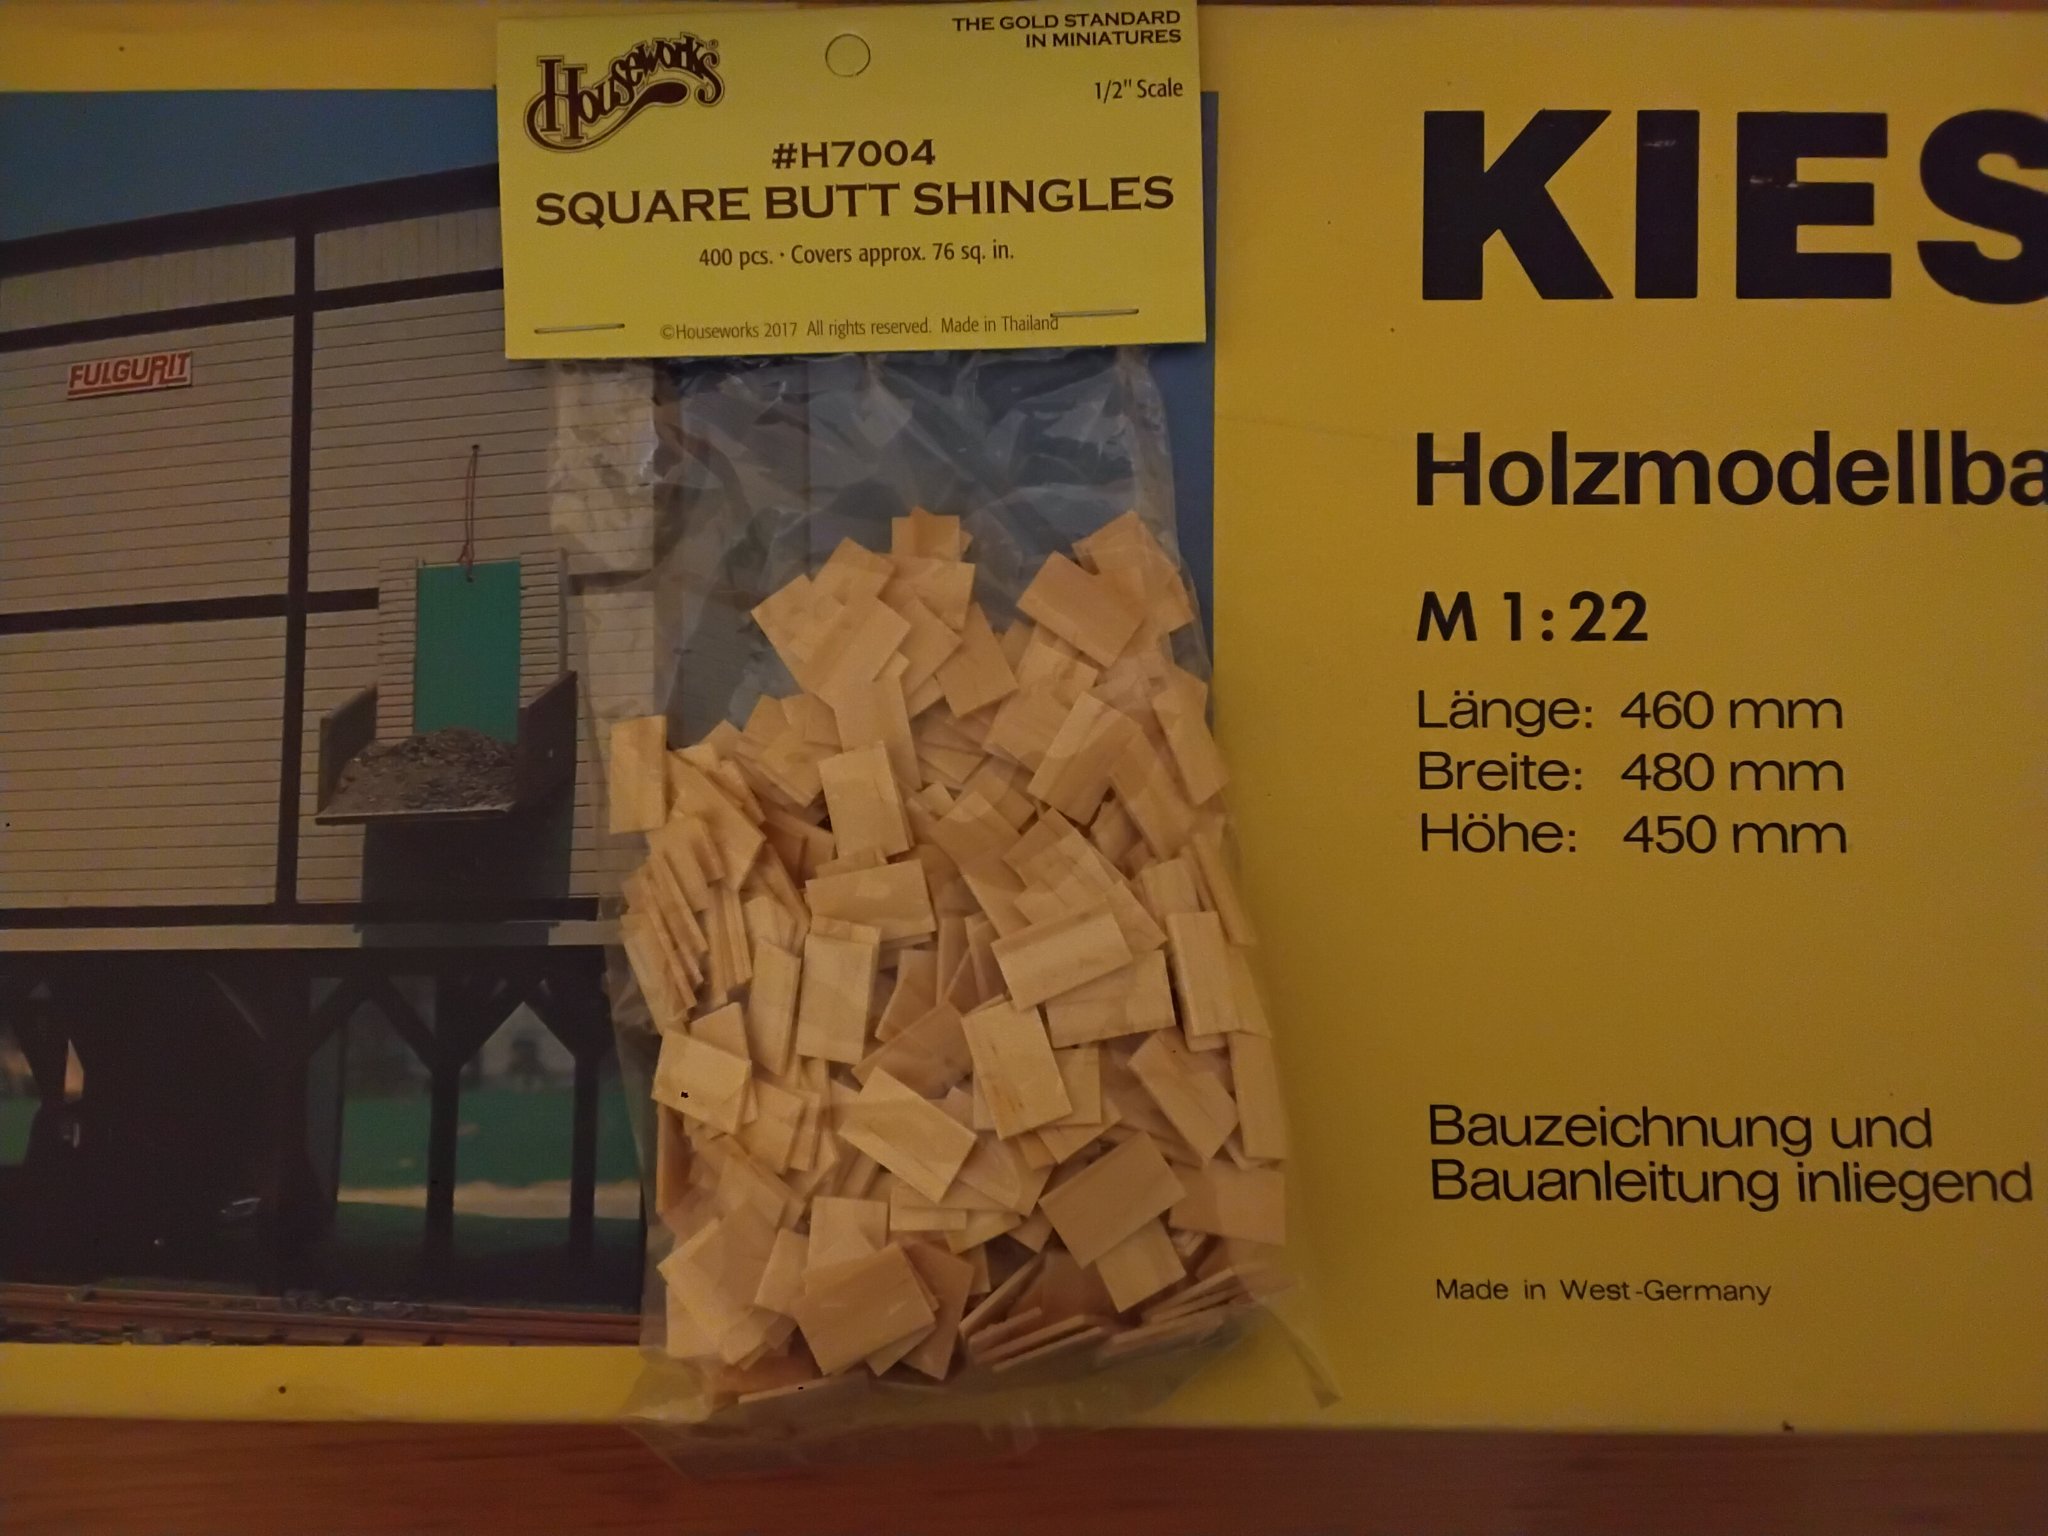 Houseworks®
THE GOLD STANDARD
IN MINIATURES
1/2" Scale
#H7004
SQUARE BUTT SHINGLES
400 pcs. · Covers approx. 76 sq. in.
©Houseworks 2017 All rights reserved. Made in Thailand
FULGURIT
KIES
Holzmodellba
M 1:22
Länge: 460 mm
Breite: 480 mm
Höhe: 450 mm
Bauzeichnung und
Bauanleitung inliegend
Made in West-Germany